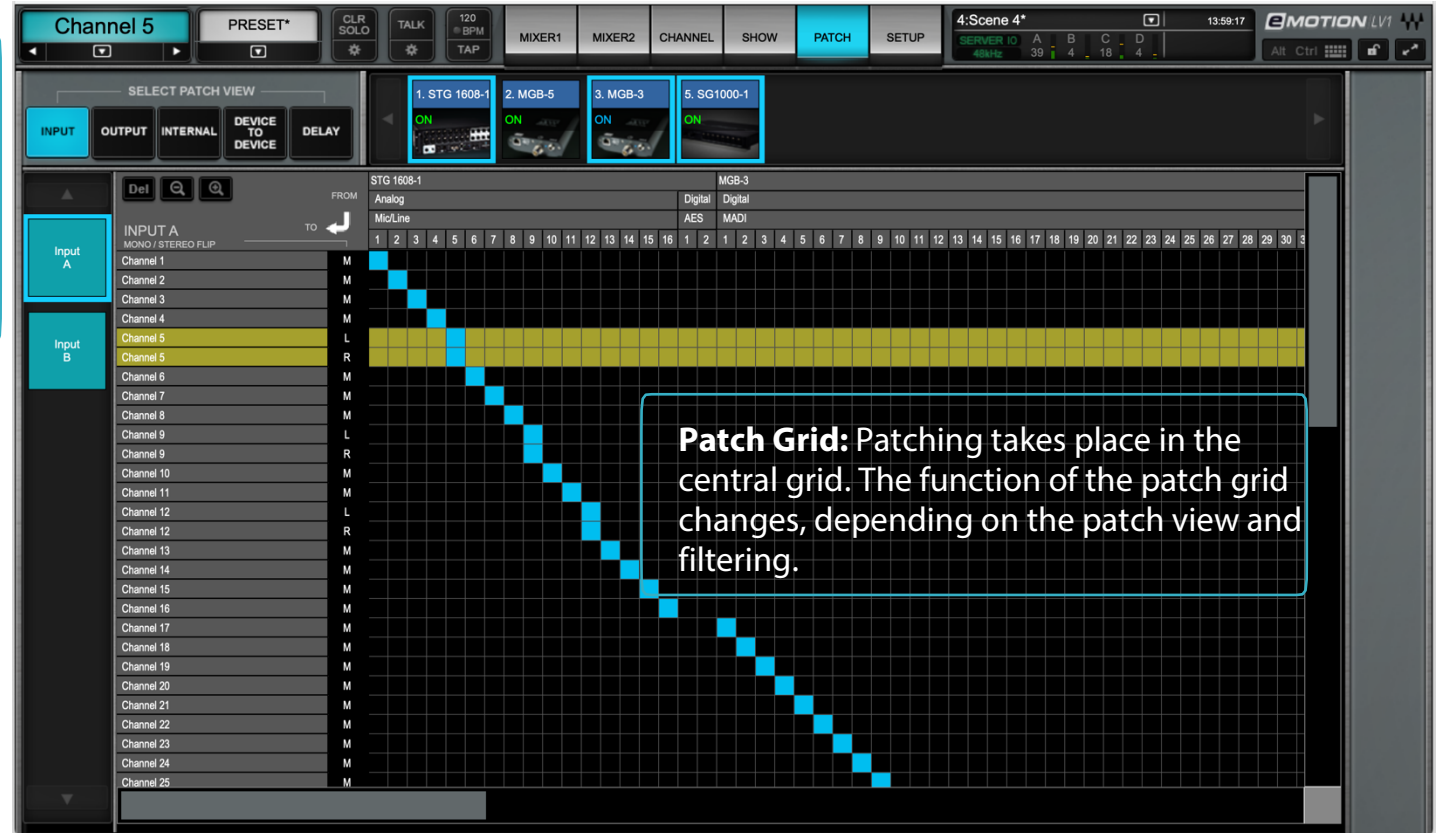 Channel 5
PRESET*
CLR SOLO
TALK
120 BPM TAP
MIXER1
MIXER2
CHANNEL
SHOW
PATCH
SETUP
4:Scene 4*
13:59:17
SERVER IO A B C D
48kHz 39 4 18 4
eMOTION LV1
Alt Ctrl
SELECT PATCH VIEW
INPUT
OUTPUT
INTERNAL
DEVICE
TO
DEVICE
DELAY
1. STG 1608-1
ON
2. MGB-5
ON
3. MGB-3
ON
5. SG1000-1
ON
Del
FROM
TO
INPUT A
MONO / STEREO FLIP
Input
A
Input
B
STG 1608-1 MGB-3
Analog Digital Digital
Mic/Line AES MADI
1 2 3 4 5 6 7 8 9 10 11 12 13 14 15 16 1 2 1 2 3 4 5 6 7 8 9 10 11 12 13 14 15 16 17 18 19 20 21 22 23 24 25 26 27 28 29 30 3
Channel 1 M
Channel 2 M
Channel 3 M
Channel 4 M
Channel 5 L
Channel 5 R
Channel 6 M
Channel 7 M
Channel 8 M
Channel 9 L
Channel 9 R
Channel 10 M
Channel 11 M
Channel 12 L
Channel 12 R
Channel 13 M
Channel 14 M
Channel 15 M
Channel 16 M
Channel 17 M
Channel 18 M
Channel 19 M
Channel 20 M
Channel 21 M
Channel 22 M
Channel 23 M
Channel 24 M
Channel 25 M
Patch Grid: Patching takes place in the
central grid. The function of the patch grid
changes, depending on the patch view and
filtering.